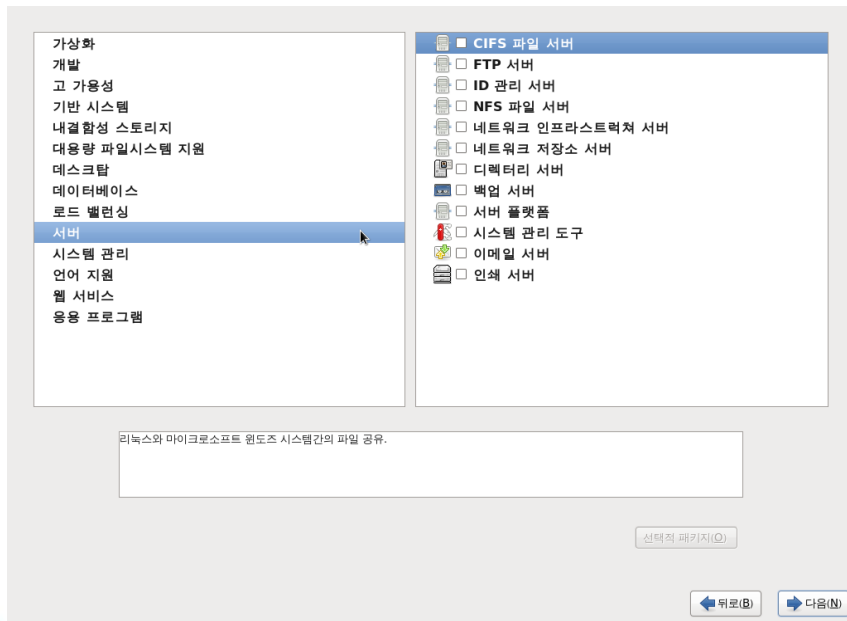 가상화
개발
고 가용성
기반 시스템
내결함성 스토리지
대용량 파일시스템 지원
데스크탑
데이터베이스
로드 밸런싱
서버
시스템 관리
언어 지원
웹 서비스
응용 프로그램
CIFS 파일 서버
FTP 서버
ID 관리 서버
NFS 파일 서버
네트워크 인프라스트럭쳐 서버
네트워크 저장소 서버
디렉터리 서버
백업 서버
서버 플랫폼
시스템 관리 도구
이메일 서버
인쇄 서버
리눅스와 마이크로소프트 윈도즈 시스템간의 파일 공유.
선택적 패키지(O)
뒤로(B)
다음(N)